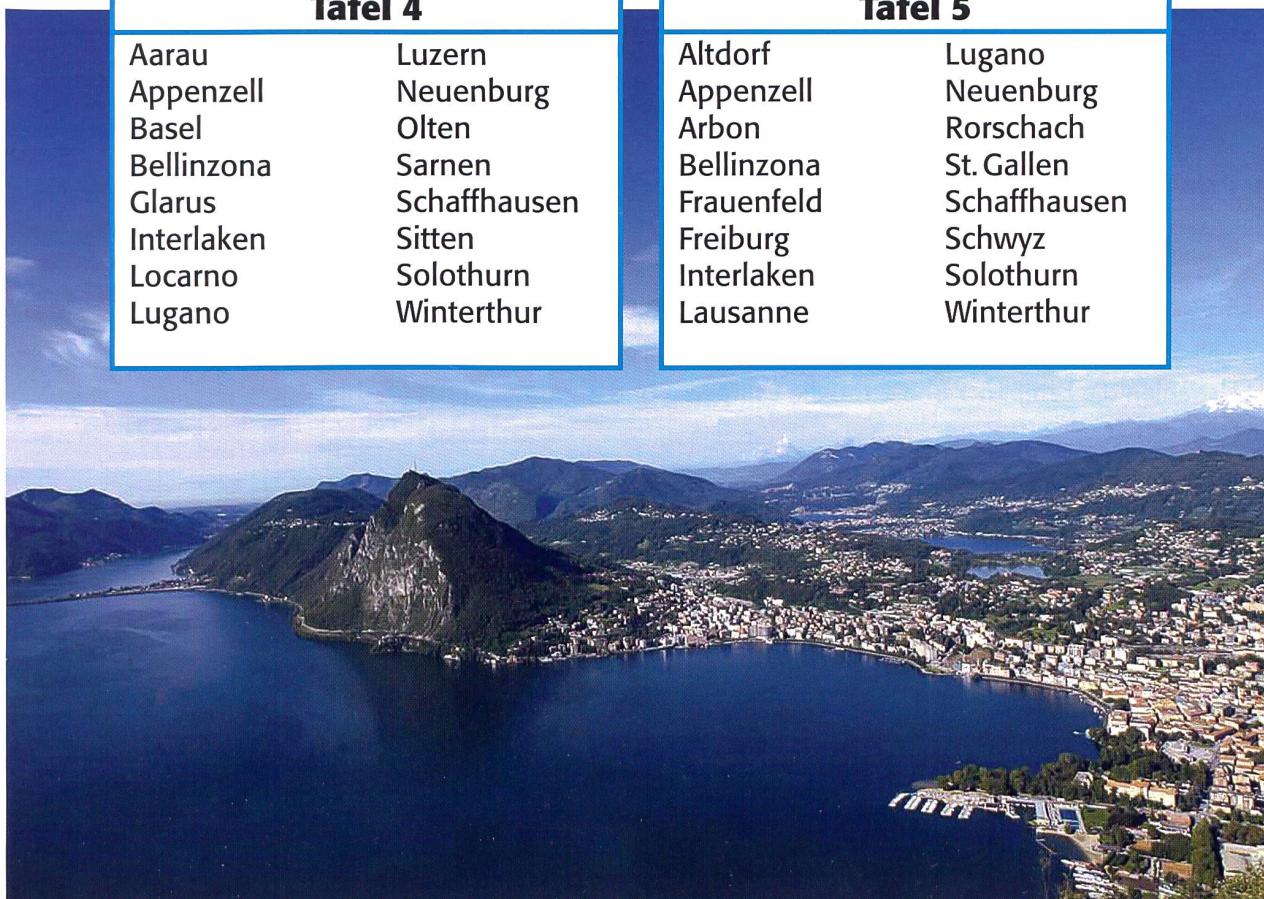 Tafel 4
Aarau
Appenzell
Basel
Bellinzona
Glarus
Interlaken
Locarno
Lugano
Luzern
Neuenburg
Olten
Sarnen
Schaffhausen
Sitten
Solothurn
Winterthur
Tafel 5
Altdorf
Appenzell
Arbon
Bellinzona
Frauenfeld
Freiburg
Interlaken
Lausanne
Lugano
Neuenburg
Rorschach
St. Gallen
Schaffhausen
Schwyz
Solothurn
Winterthur